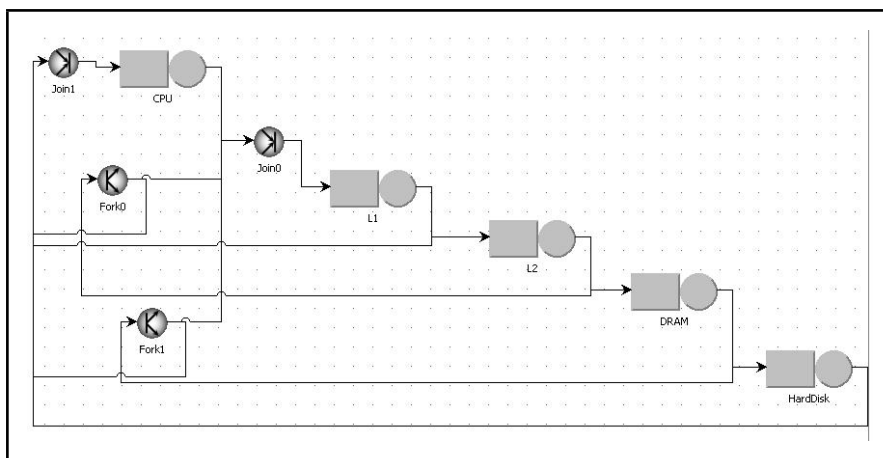 Join1
CPU
Join0
Fork0
L1
L2
DRAM
Fork1
HardDisk